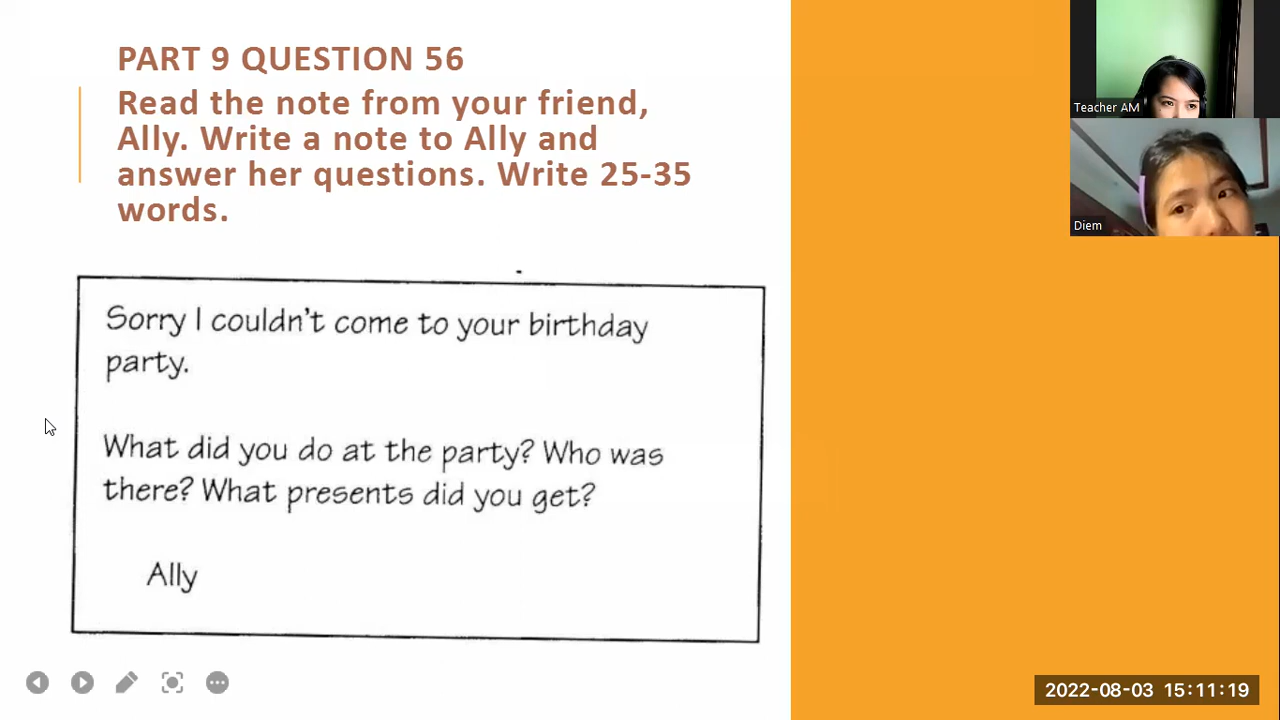 PART 9 QUESTION 56
Read the note from your friend,
Ally. Write a note to Ally and
answer her questions. Write 25-35
words.
Sorry I couldn't come to your birthday
party.
What did you do at the party? Who was
there? What presents did you get?
Ally
Teacher AM
Diem
2022-08-03 15:11:19